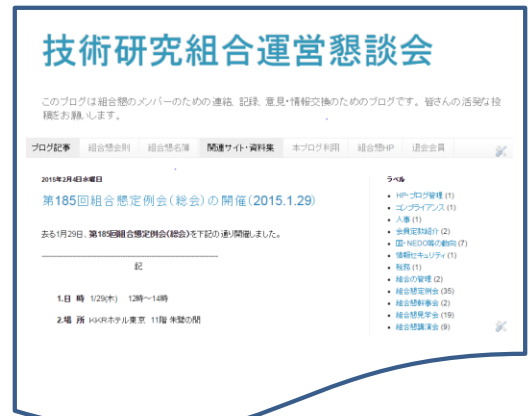 技術研究組合運営懇談会
このブログは組合懇のメンバーのための連絡、記録、意見・情報交換のためのブログです。皆さんの活発な投
稿をお願いします。
ブログ記事 組合懇会則 組合懇名簿 関連サイト・資料集 本ブログ利用 組合懇HP 退会会員
2015年2月4日水曜日
第185回組合懇定例会(総会)の開催(2015.1.29)
去る1月29日、第185回組合懇定例会(総会)を下記の通り開催しました。
記
1.日 時 1/29(木) 12時～14時
2.場 所 KKRホテル東京 11階 朱鷺の間
ラベル
HP・ブログ管理 (1)
コンプライアンス (1)
人事 (1)
会員団体紹介 (2)
国・NEDO等の動向 (7)
情報セキュリティ (1)
税務 (1)
組合の管理 (2)
組合懇定例会 (35)
組合懇幹事会 (2)
組合懇見学会 (19)
組合懇講演会 (9)